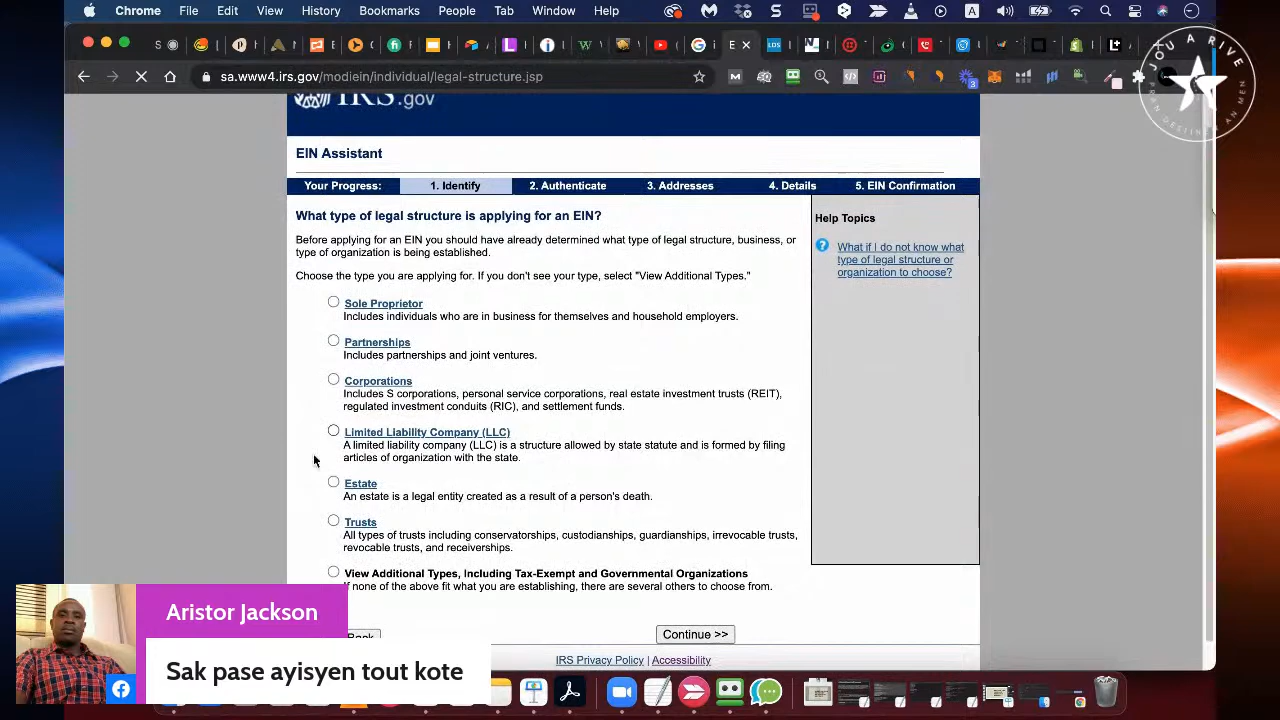 Chrome File Edit View History Bookmarks People Tab Window Help
sa.www4.irs.gov/modiein/individual/legal-structure.jsp
JOU A RIVE
PRAN DESTINE AN MEN
IRS.gov
EIN Assistant
Your Progress: 1. Identify 2. Authenticate 3. Addresses 4. Details 5. EIN Confirmation
What type of legal structure is applying for an EIN?
Before applying for an EIN you should have already determined what type of legal structure, business, or
type of organization is being established.
Choose the type you are applying for. If you don't see your type, select "View Additional Types."
Sole Proprietor
Includes individuals who are in business for themselves and household employers.
Partnerships
Includes partnerships and joint ventures.
Corporations
Includes S corporations, personal service corporations, real estate investment trusts (REIT),
regulated investment conduits (RIC), and settlement funds.
Limited Liability Company (LLC)
A limited liability company (LLC) is a structure allowed by state statute and is formed by filing
articles of organization with the state.
Estate
An estate is a legal entity created as a result of a person's death.
Trusts
All types of trusts including conservatorships, custodianships, guardianships, irrevocable trusts,
revocable trusts, and receiverships.
View Additional Types, Including Tax-Exempt and Governmental Organizations
If none of the above fit what you are establishing, there are several others to choose from.
Help Topics
What if I do not know what
type of legal structure or
organization to choose?
Back
Continue >>
IRS Privacy Policy | Accessibility
Aristor Jackson
Sak pase ayisyen tout kote